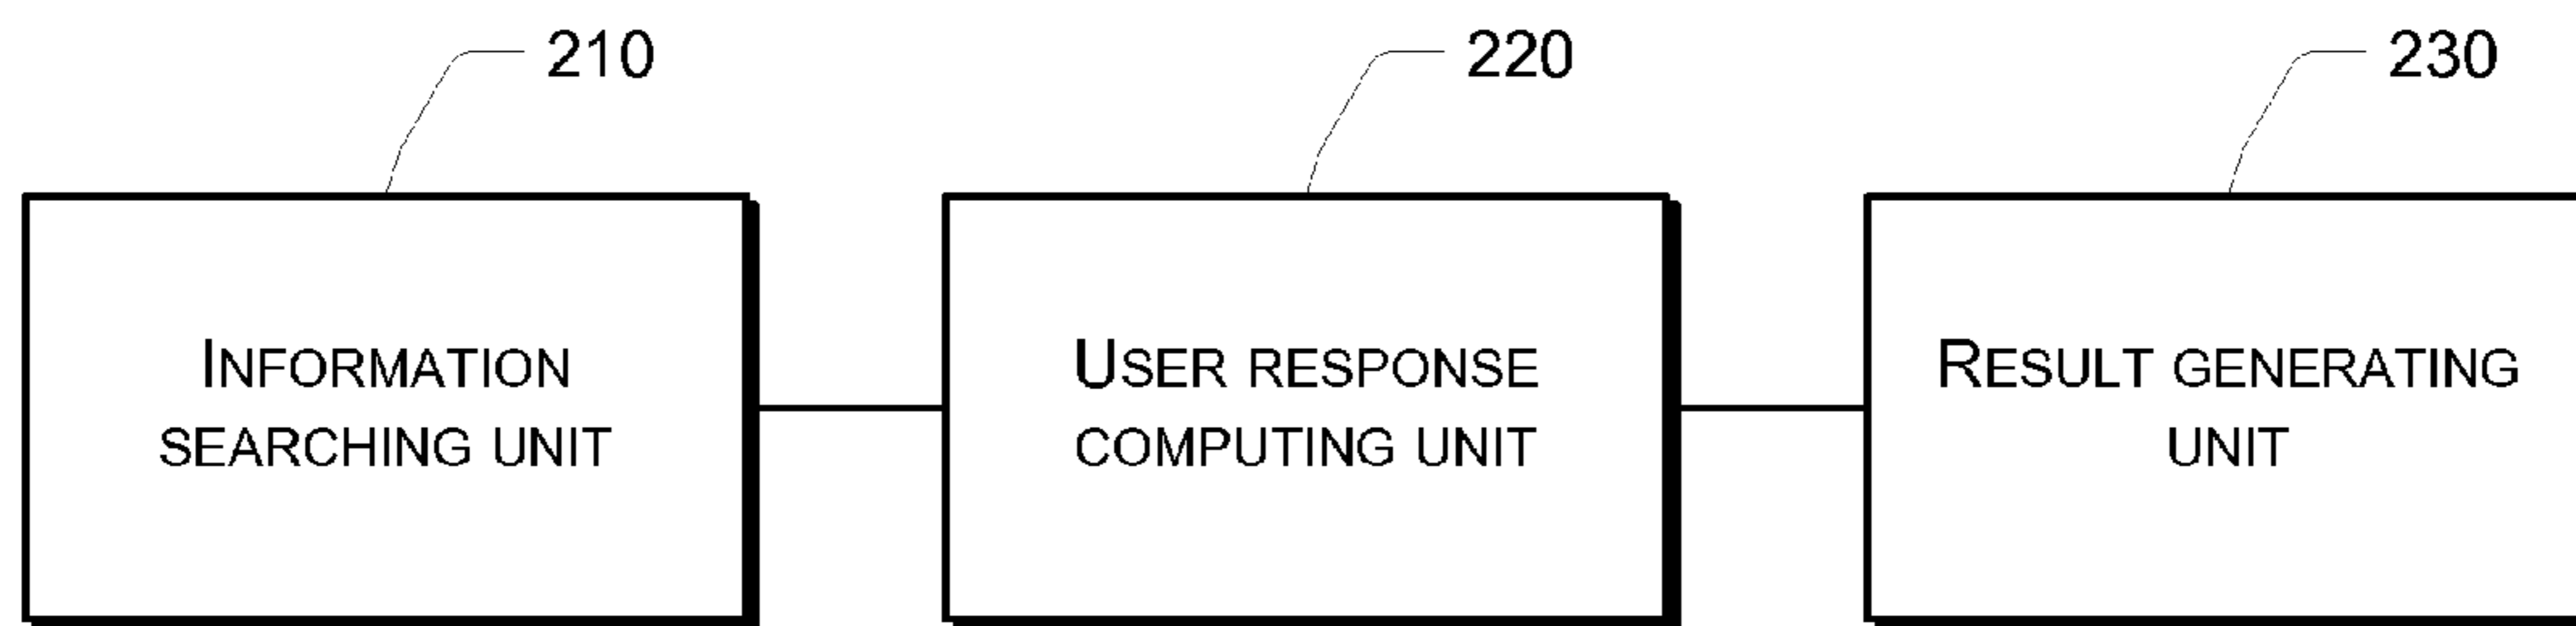 210
220
230
INFORMATION
SEARCHING UNIT
USER RESPONSE
COMPUTING UNIT
RESULT GENERATING
UNIT